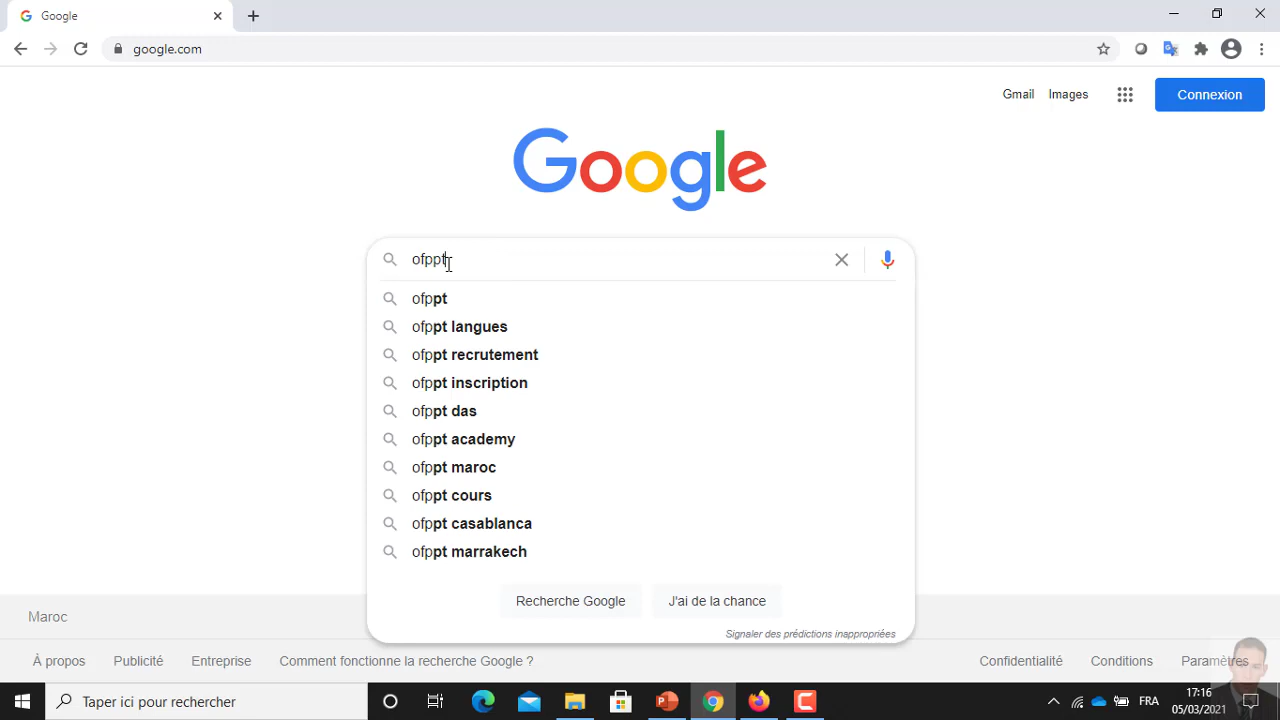 Google
google.com
Gmail Images Connexion
Google
ofppt
ofppt
ofppt langues
ofppt recrutement
ofppt inscription
ofppt das
ofppt academy
ofppt maroc
ofppt cours
ofppt casablanca
ofppt marrakech
Recherche Google J'ai de la chance
Signaler des prédictions inappropriées
Maroc
À propos Publicité Entreprise Comment fonctionne la recherche Google ? Confidentialité Conditions Paramètres
Taper ici pour rechercher FRA 17:16
05/03/2021